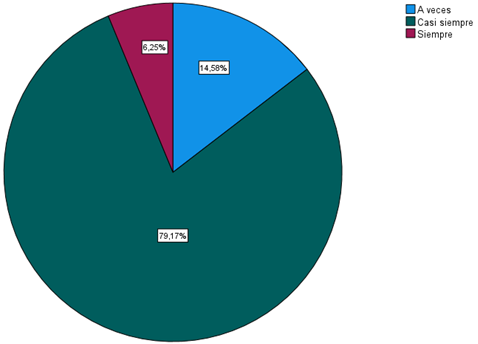 A veces
Casi siempre
Siempre
6,25%
14,58%
79,17%